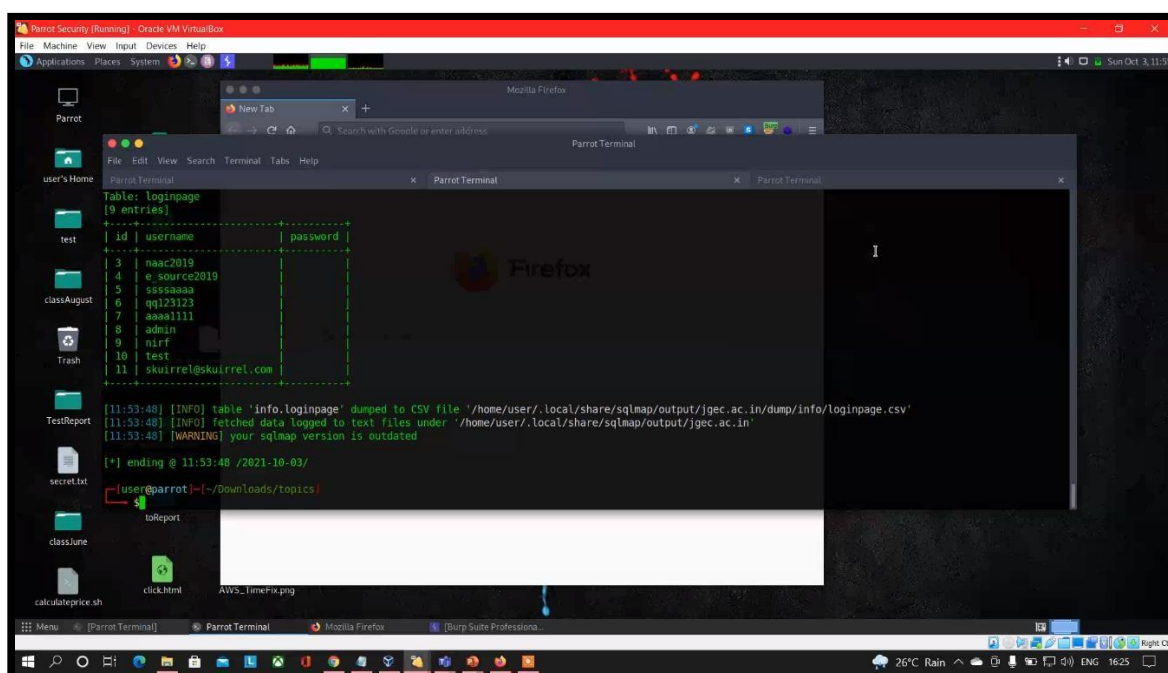 Parrot Security [Running] - Oracle VM VirtualBox
File Machine View Input Devices Help
Applications Places System
Sun Oct 3, 11:5
Parrot
Mozilla Firefox
New Tab
Search with Google or enter address
Parrot Terminal
File Edit View Search Terminal Tabs Help
user's Home
Parrot Terminal
Parrot Terminal
Parrot Terminal
Table: loginpage
[9 entries]
| id | username | password |
| 3 | naac2019
| 4 | e_source2019
| 5 | ssssaaaa
| 6 | qq123123
| 7 | aaaa1111
| 8 | admin
| 9 | nirf
| 10 | test
| 11 | skuirrel@skuirrel.com |
Firefox
test
classAugust
Trash
TestReport
secret.txt
classJune
calculateprice.sh
[11:53:48] [INFO] table 'info.loginpage' dumped to CSV file '/home/user/.local/share/sqlmap/output/jgec.ac.in/dump/info/loginpage.csv'
[11:53:48] [INFO] fetched data logged to text files under '/home/user/.local/share/sqlmap/output/jgec.ac.in'
[11:53:48] [WARNING] your sqlmap version is outdated
[*] ending @ 11:53:48 /2021-10-03/
[user@parrot]-[~/Downloads/topics]
$
toReport
click.html
AWS_TimeFix.png
Menu
[Parrot Terminal]
Parrot Terminal
Mozilla Firefox
[Burp Suite Professiona...
Right Ct
26°C Rain
ENG
16:25